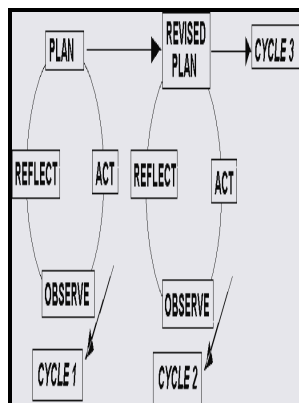 PLAN
REVISED
PLAN
CYCLE 3
REFLECT
ACT
REFLECT
ACT
OBSERVE
OBSERVE
CYCLE 1
CYCLE 2